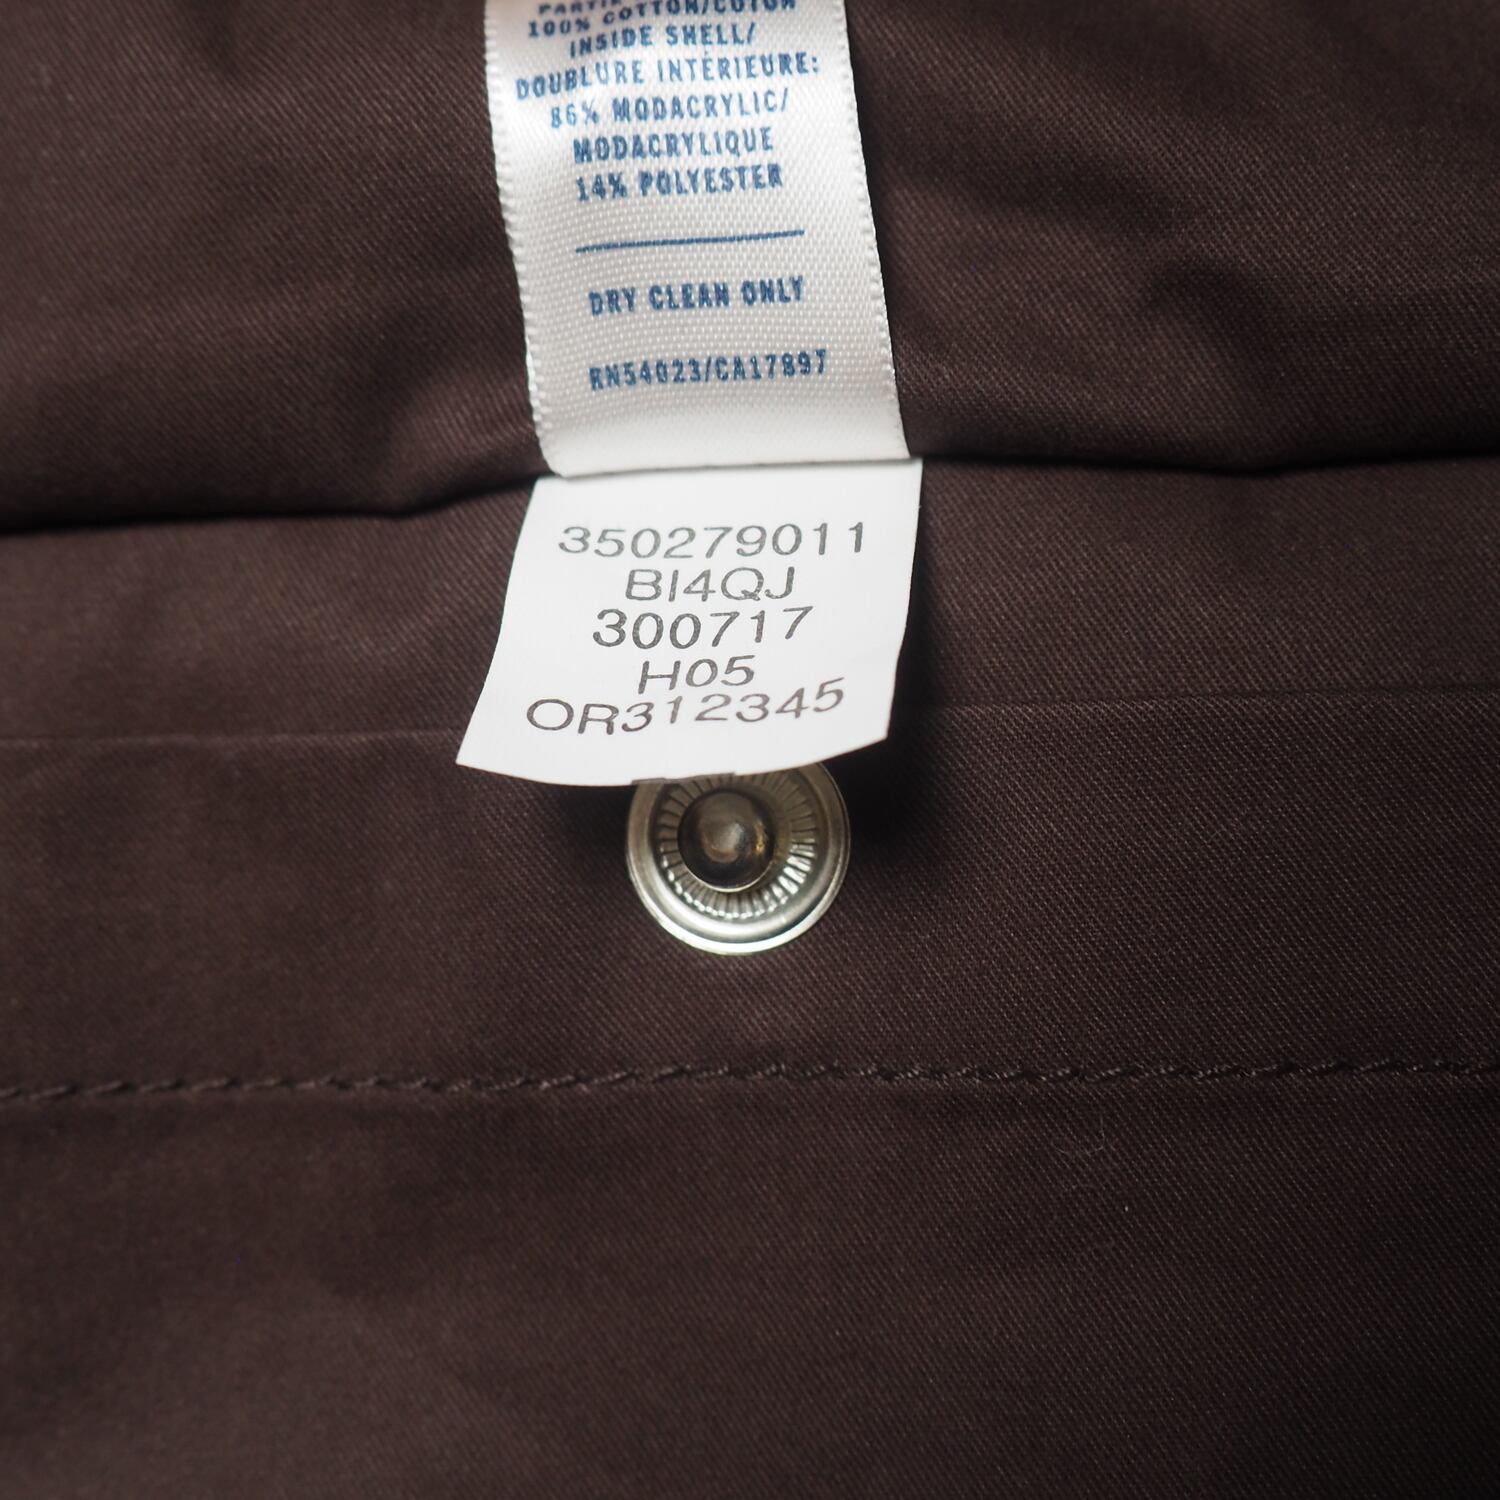 100% COTTON/COTON
INSIDE SHELL/
DOUBLURE INTÉRIEURE:
86% MODACRYLIC/
MODACRYLIQUE
14% POLYESTER
DRY CLEAN ONLY
RN54023/CA17897
350279011
BI4QJ
300717
H05
OR312345